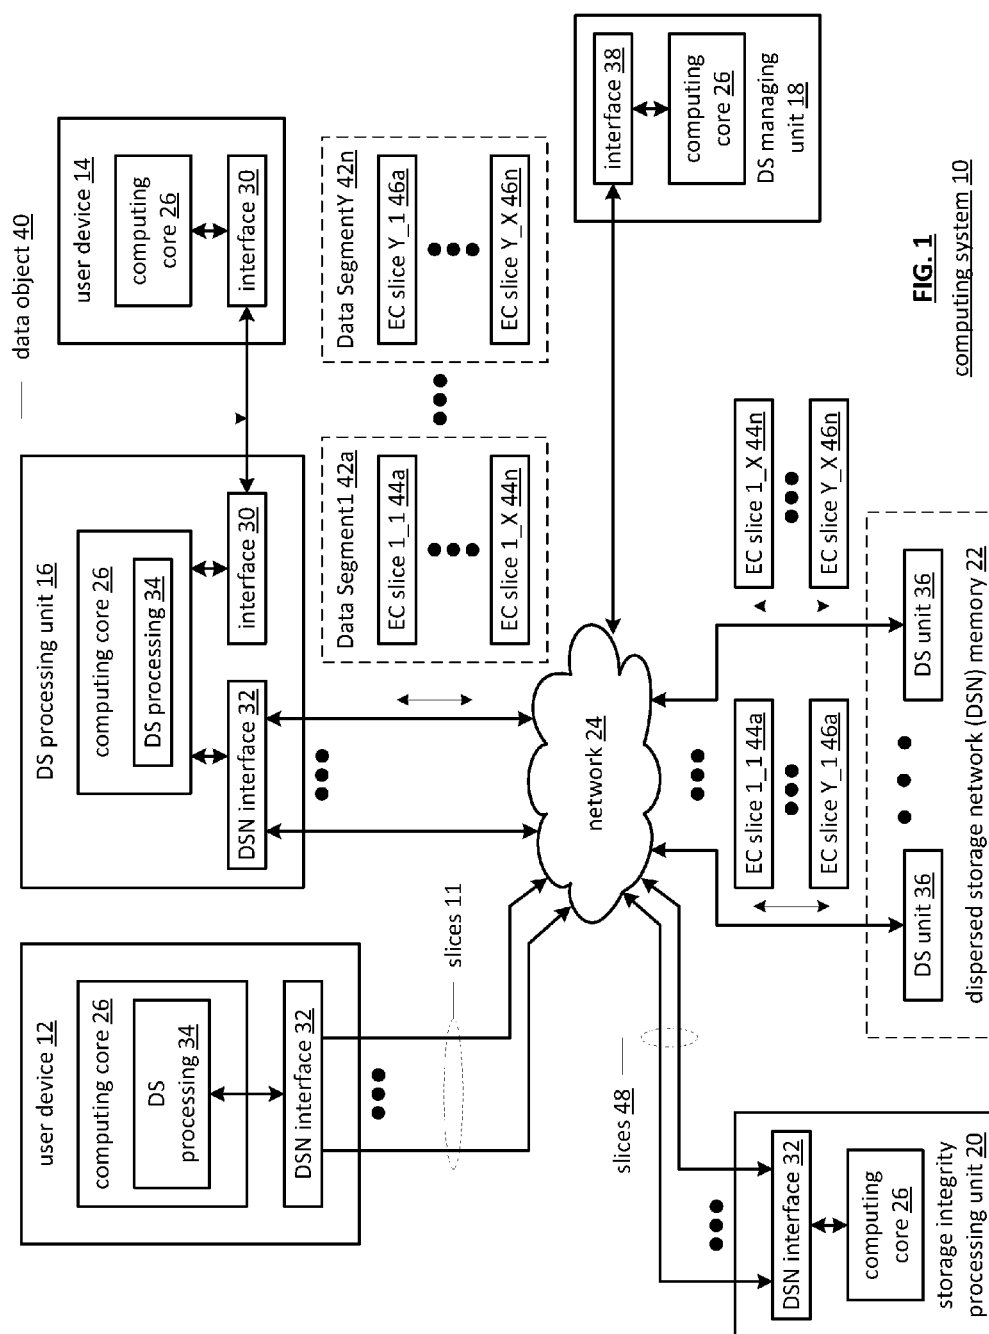 data object 40
user device 12
computing core 26
DS
processing 34
DSN interface 32
slices 11
DS processing unit 16
computing core 26
DS processing 34
DSN interface 32
interface 30
user device 14
computing
core 26
interface 30
Data Segment1 42a
EC slice 1_1 44a
EC slice 1_X 44n
Data SegmentY 42n
EC slice Y_1 46a
EC slice Y_X 46n
network 24
interface 38
computing
core 26
DS managing
unit 18
slices 48
DSN interface 32
computing
core 26
storage integrity
processing unit 20
EC slice 1_1 44a
EC slice Y_1 46a
EC slice 1_X 44n
EC slice Y_X 46n
DS unit 36
DS unit 36
dispersed storage network (DSN) memory 22
FIG. 1
computing system 10